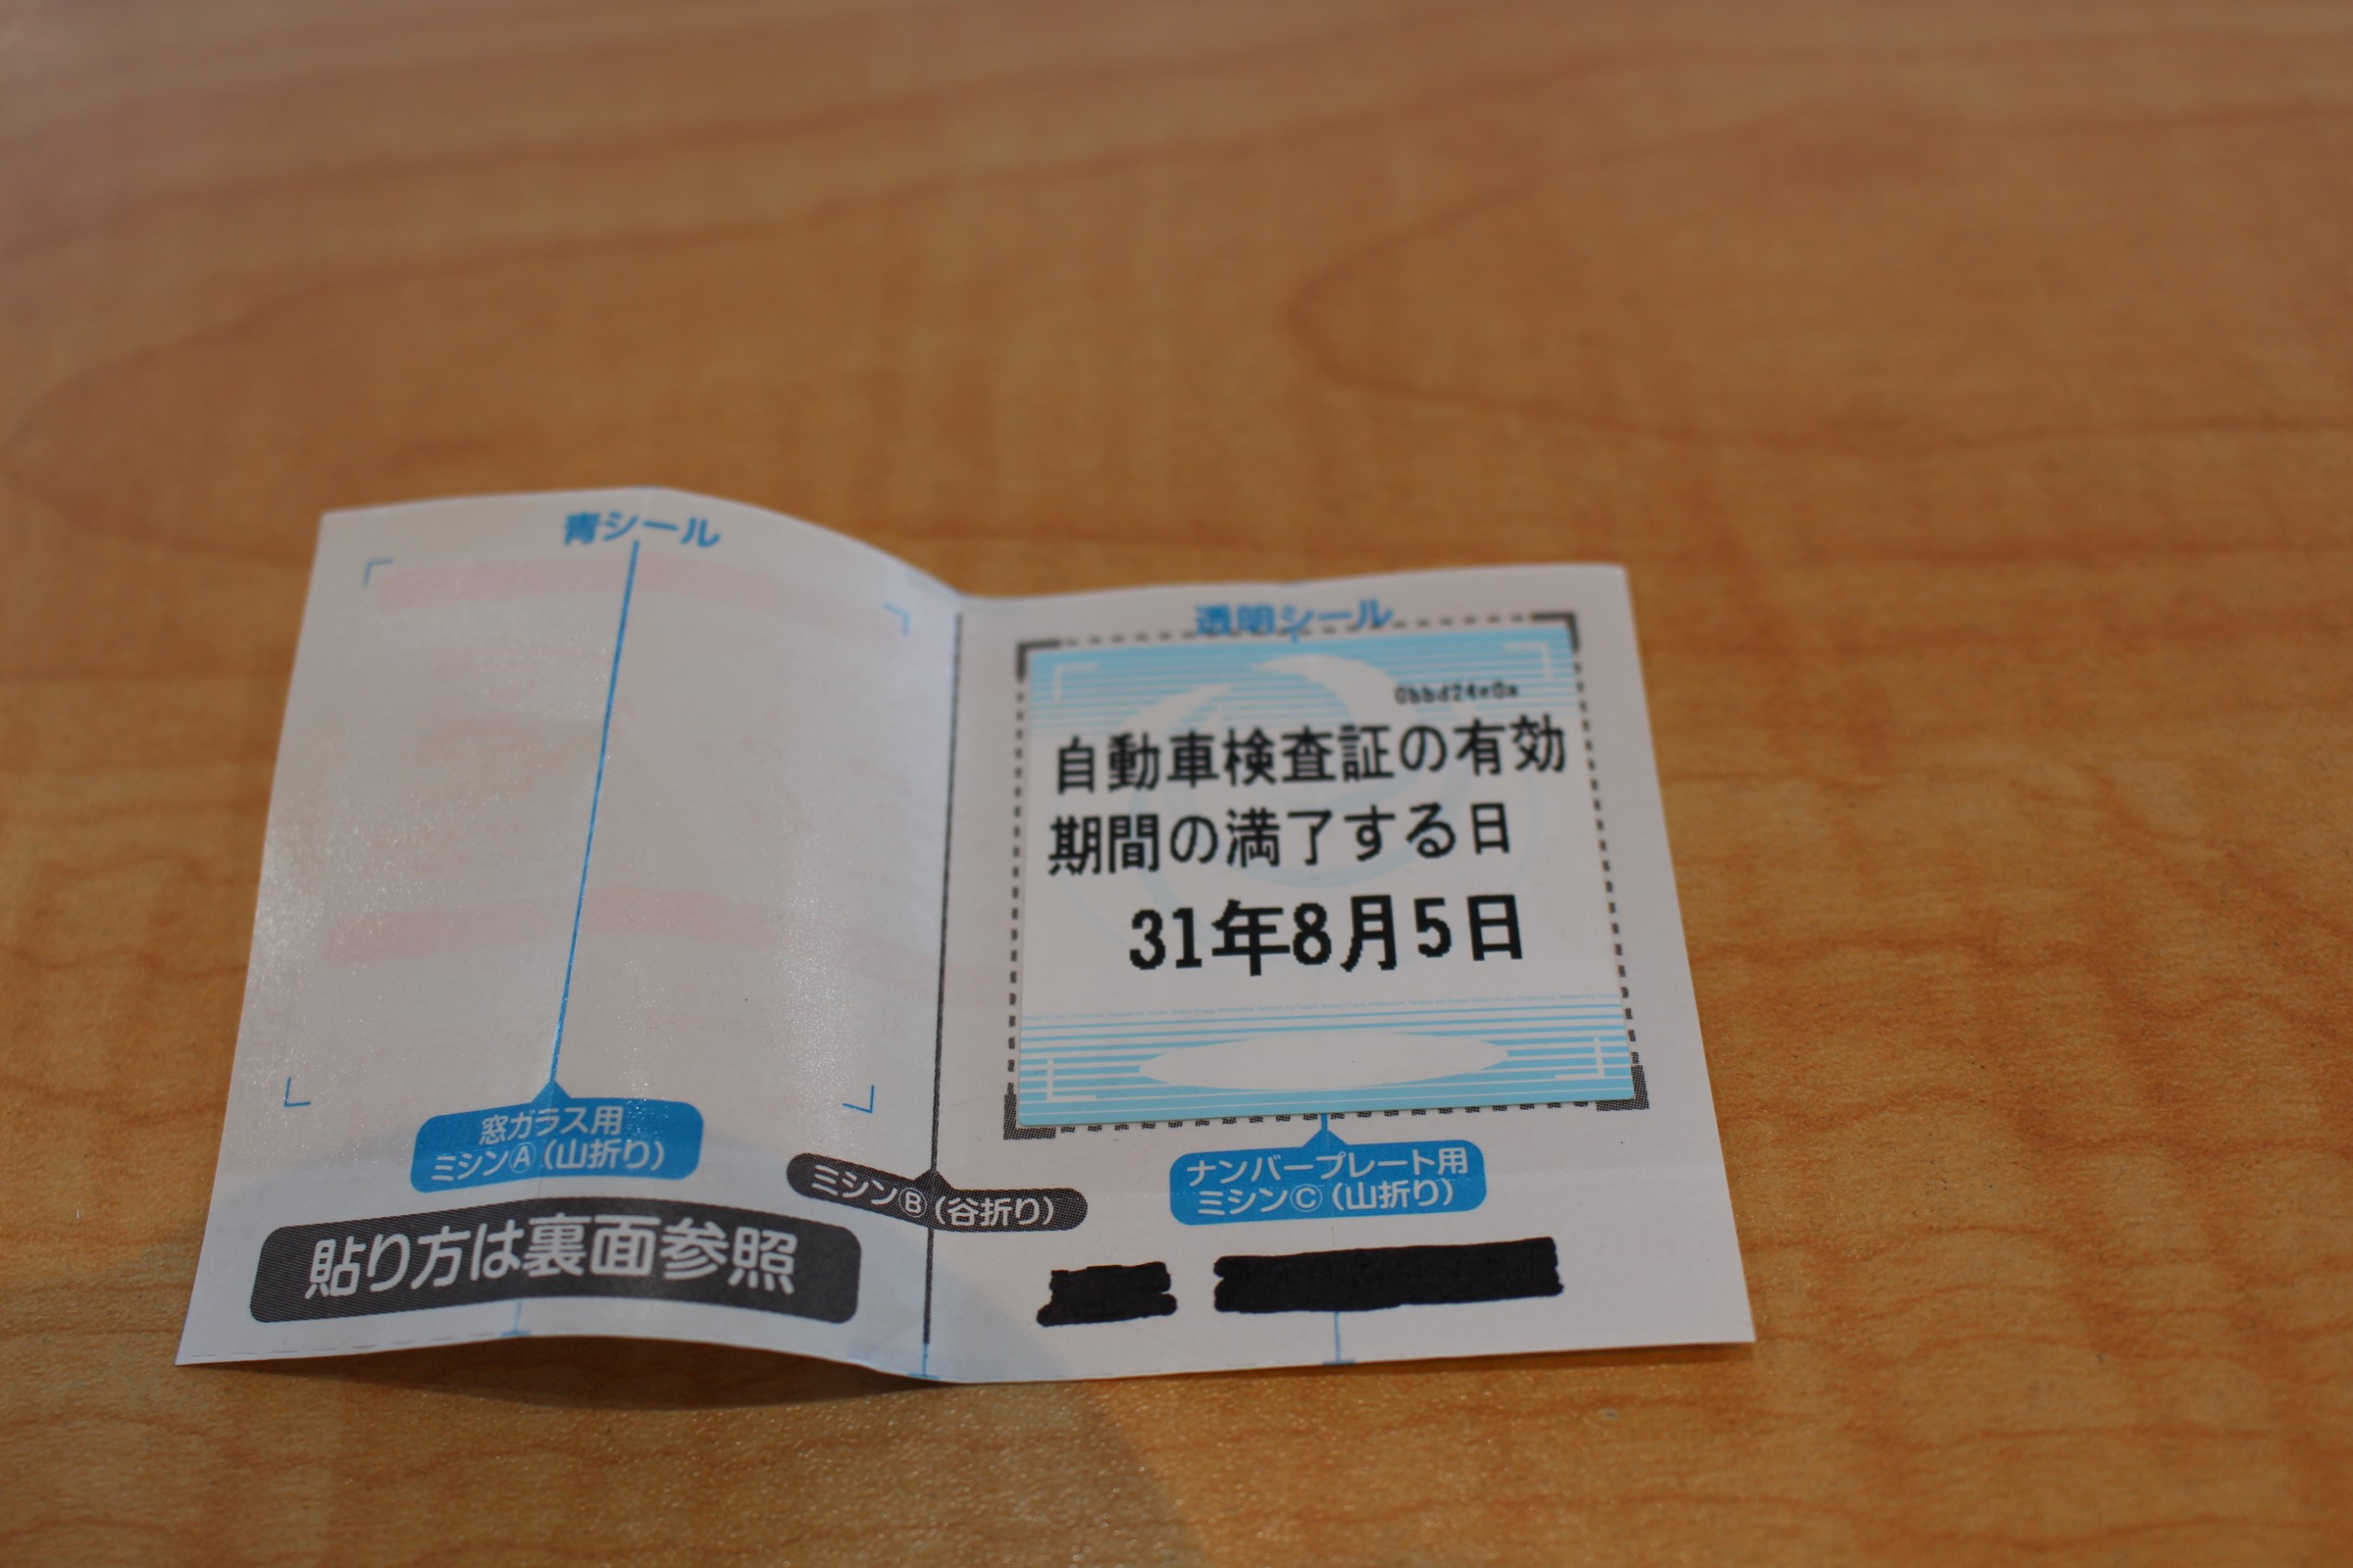 青シール
窓ガラス用
ミシンⒶ(山折り)
貼り方は裏面参照
ミシンⒷ(谷折り)
透明シール
0bbd24e0a
自動車検査証の有効
期間の満了する日
31年8月5日
ナンバープレート用
ミシンⒸ(山折り)